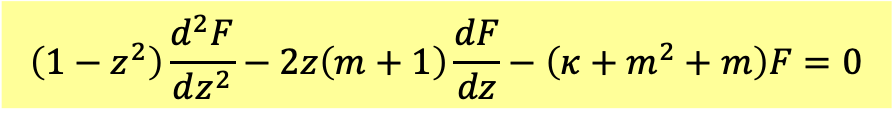 (1 − z²) d²F/dz² − 2z(m + 1) dF/dz − (κ + m² + m)F = 0